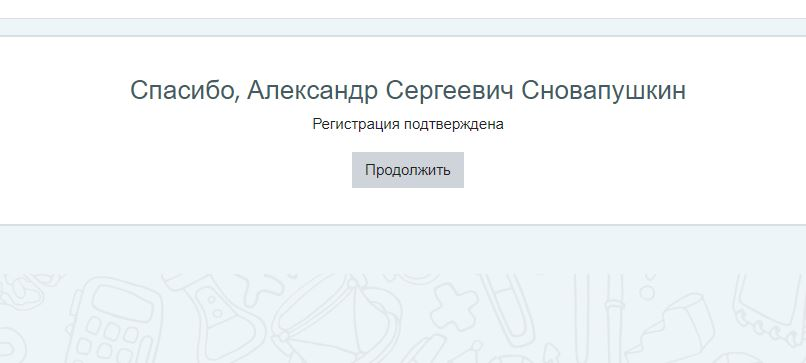 Спасибо, Александр Сергеевич Сновапушкин
Регистрация подтверждена
Продолжить